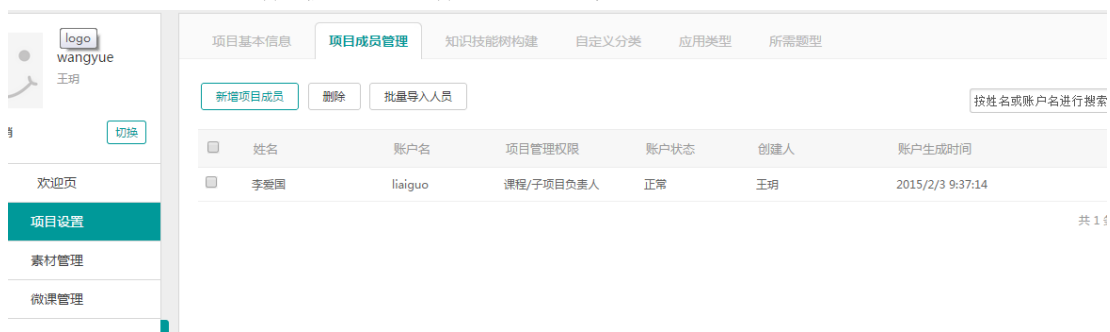 logo
wangyue
王玥
切换
欢迎页
项目设置
素材管理
微课管理
项目基本信息 项目成员管理 知识技能树构建 自定义分类 应用类型 所需题型
新增项目成员 删除 批量导入人员 按姓名或账户名进行搜索
姓名 账户名 项目管理权限 账户状态 创建人 账户生成时间
李爱国 liaiguo 课程/子项目负责人 正常 王玥 2015/2/3 9:37:14
共 1